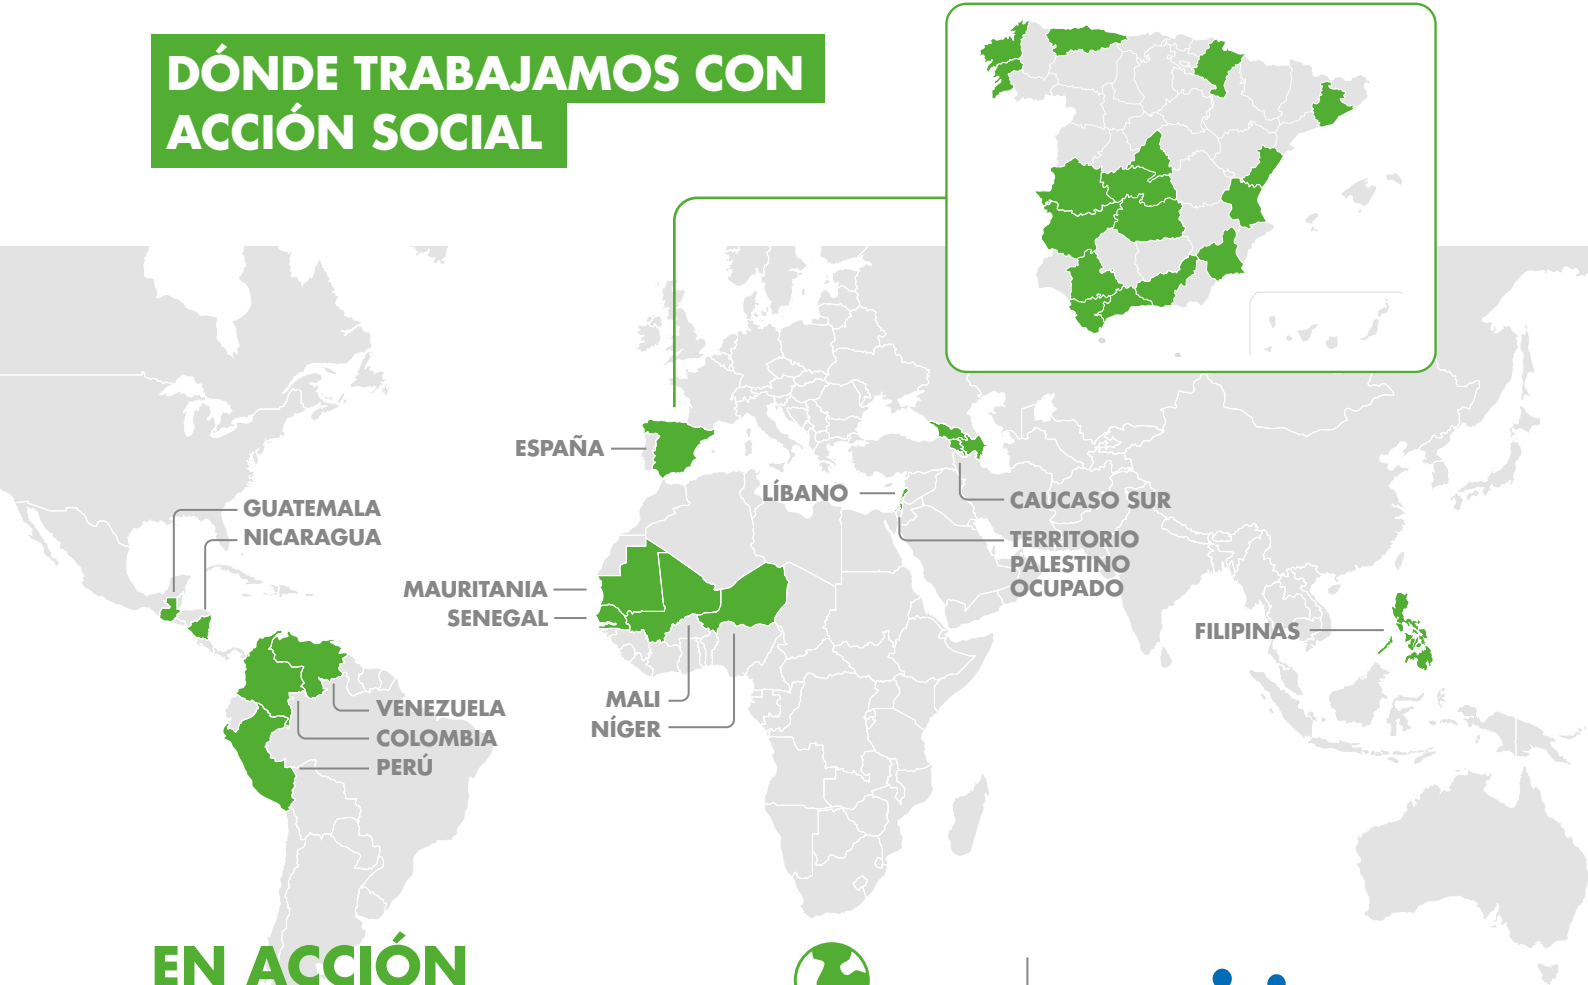 DÓNDE TRABAJAMOS CON
ACCIÓN SOCIAL
ESPAÑA
LÍBANO
CAUCASO SUR
GUATEMALA
NICARAGUA
TERRITORIO
PALESTINO
OCUPADO
MAURITANIA
SENEGAL
FILIPINAS
MALI
NÍGER
VENEZUELA
COLOMBIA
PERÚ
EN ACCIÓN